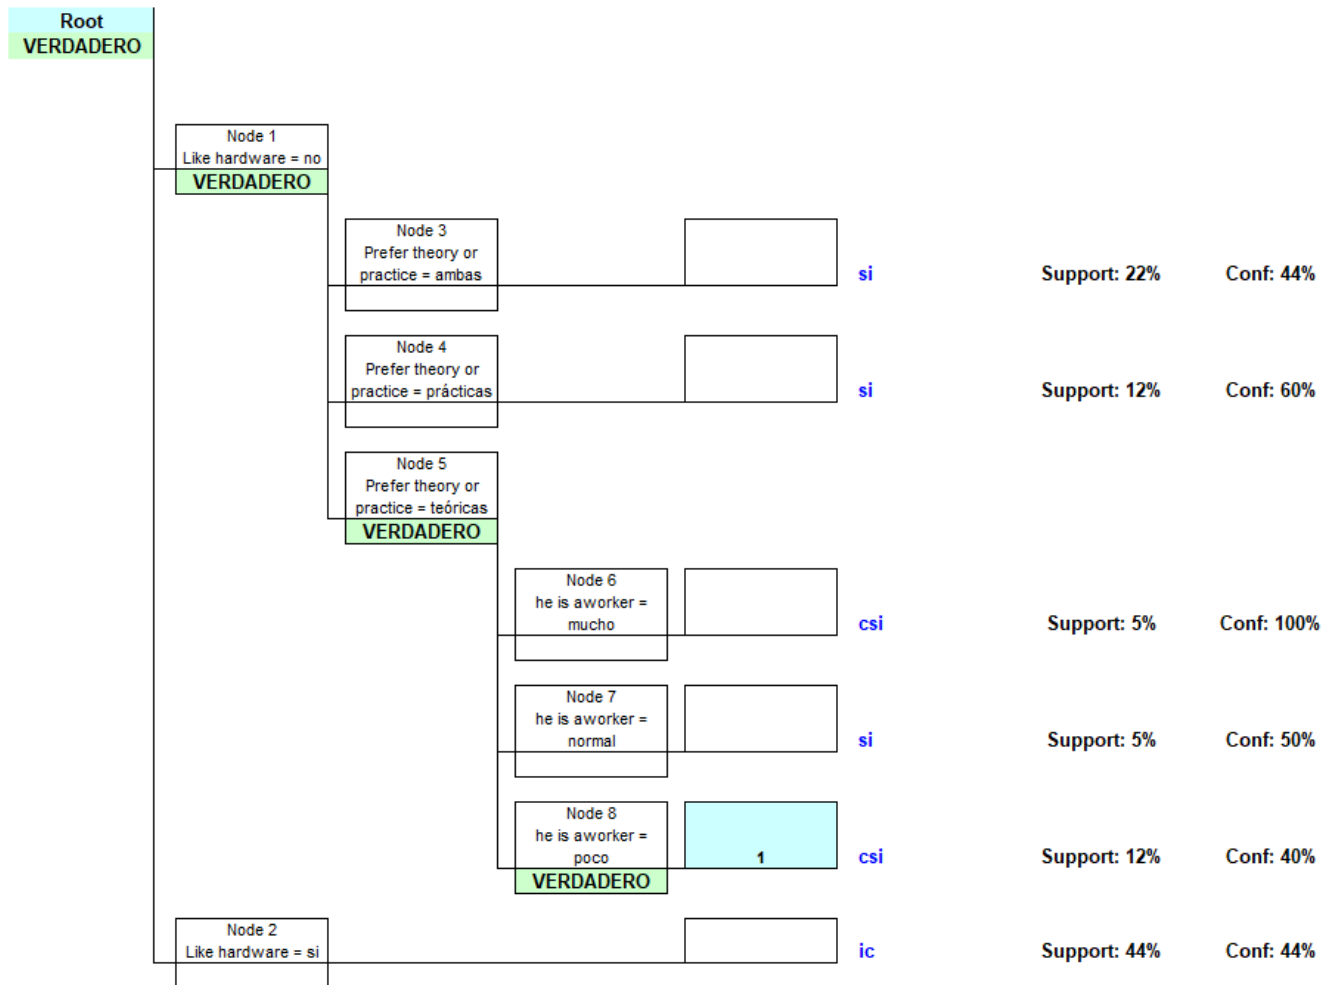 Root
VERDADERO
Node 1
Like hardware = no
VERDADERO
Node 3
Prefer theory or
practice = ambas
si Support: 22% Conf: 44%
Node 4
Prefer theory or
practice = prácticas
si Support: 12% Conf: 60%
Node 5
Prefer theory or
practice = teóricas
VERDADERO
Node 6
he is aworker =
mucho
csi Support: 5% Conf: 100%
Node 7
he is aworker =
normal
si Support: 5% Conf: 50%
Node 8
he is aworker =
poco
VERDADERO
1 csi Support: 12% Conf: 40%
Node 2
Like hardware = si
ic Support: 44% Conf: 44%